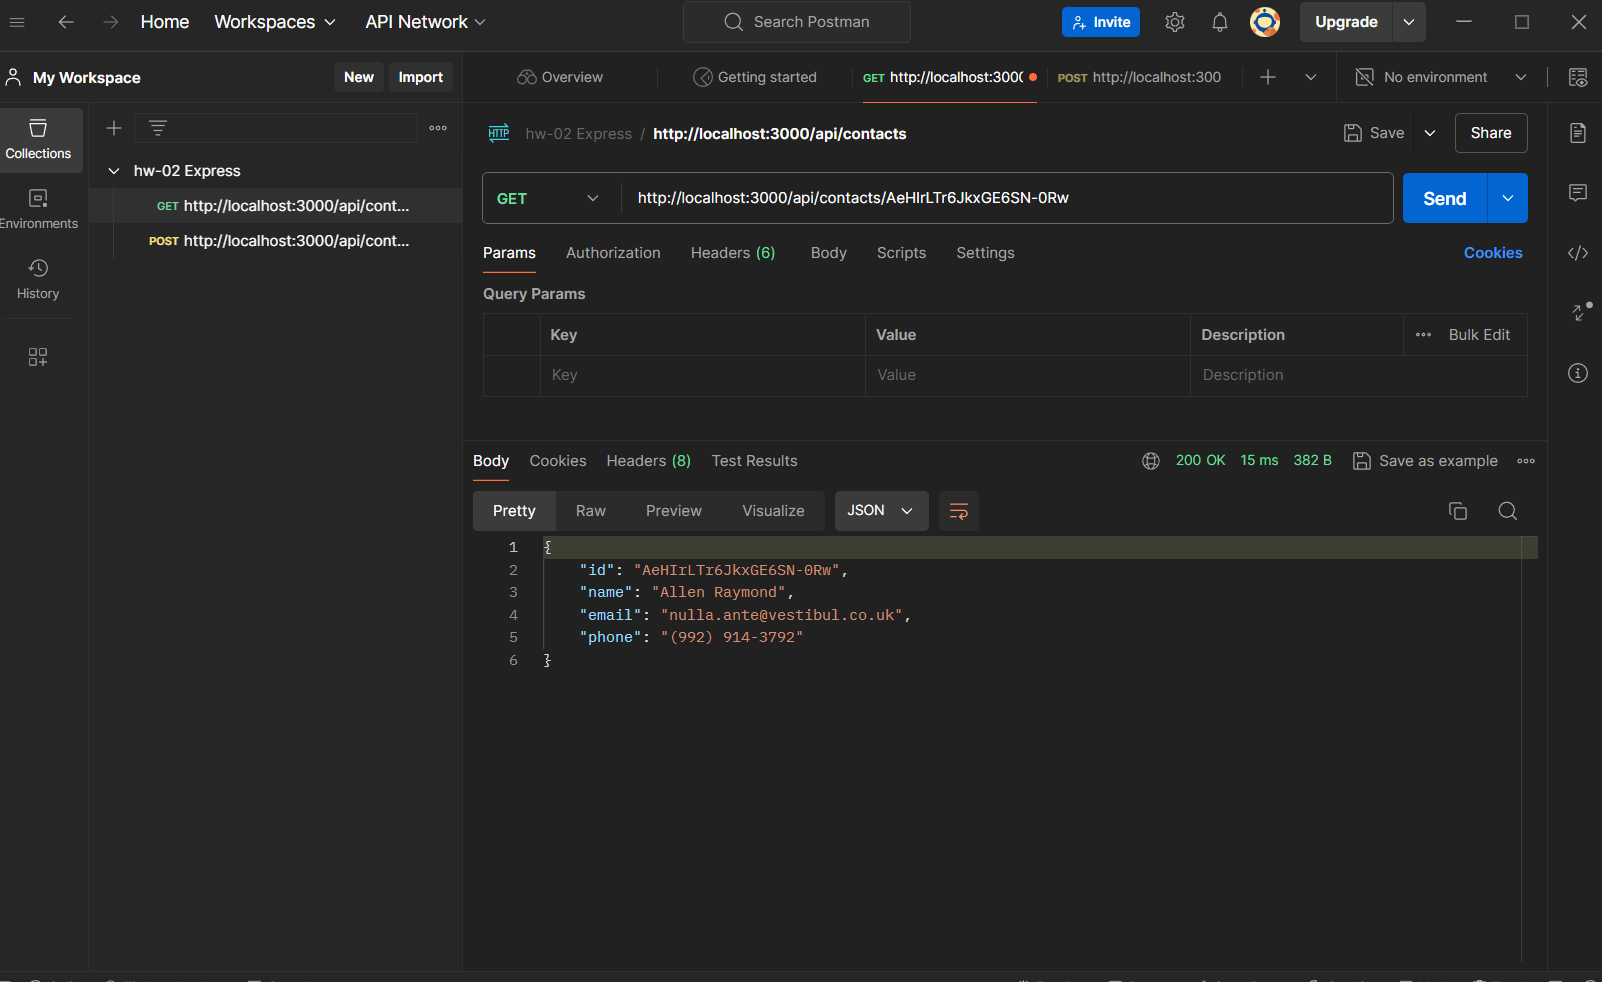 Home Workspaces API Network Search Postman Invite Upgrade
My Workspace New Import Overview Getting started GET http://localhost:300 POST http://localhost:300 No environment
Collections
Environments
History
hw-02 Express
GET http://localhost:3000/api/cont...
POST http://localhost:3000/api/cont...
HTTP hw-02 Express / http://localhost:3000/api/contacts Save Share
GET http://localhost:3000/api/contacts/AeHIrLTr6JkxGE6SN-0Rw Send
Params Authorization Headers (6) Body Scripts Settings Cookies
Query Params
Key Value Description Bulk Edit
Key Value Description
Body Cookies Headers (8) Test Results 200 OK 15 ms 382 B Save as example
Pretty Raw Preview Visualize JSON
1 {
2 "id": "AeHIrLTr6JkxGE6SN-0Rw",
3 "name": "Allen Raymond",
4 "email": "nulla.ante@vestibul.co.uk",
5 "phone": "(992) 914-3792"
6 }